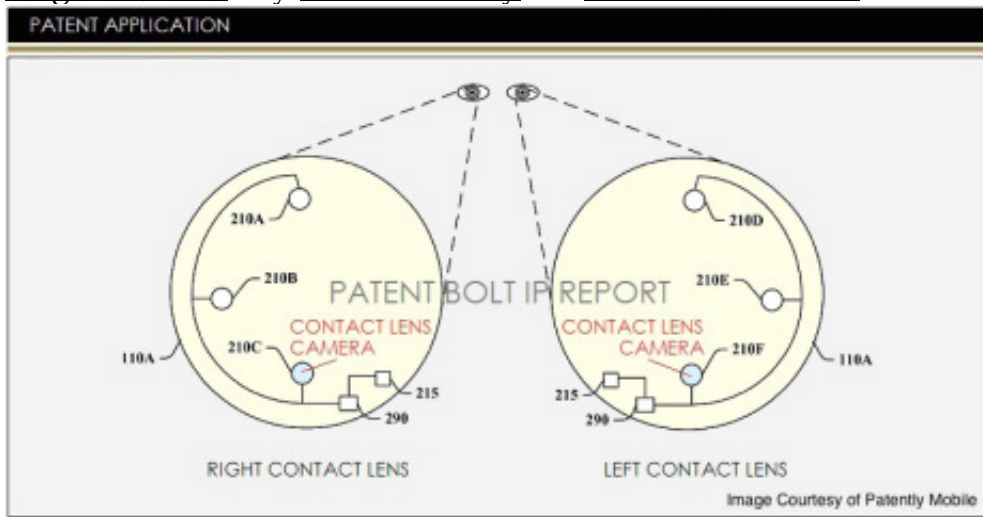 PATENT APPLICATION
210A
210D
210B
210E
PATENT BOLT IP REPORT
CONTACT LENS
CAMERA
CONTACT LENS
CAMERA
110A
210C
210F
110A
215
215
290
290
RIGHT CONTACT LENS
LEFT CONTACT LENS
Image Courtesy of Patently Mobile